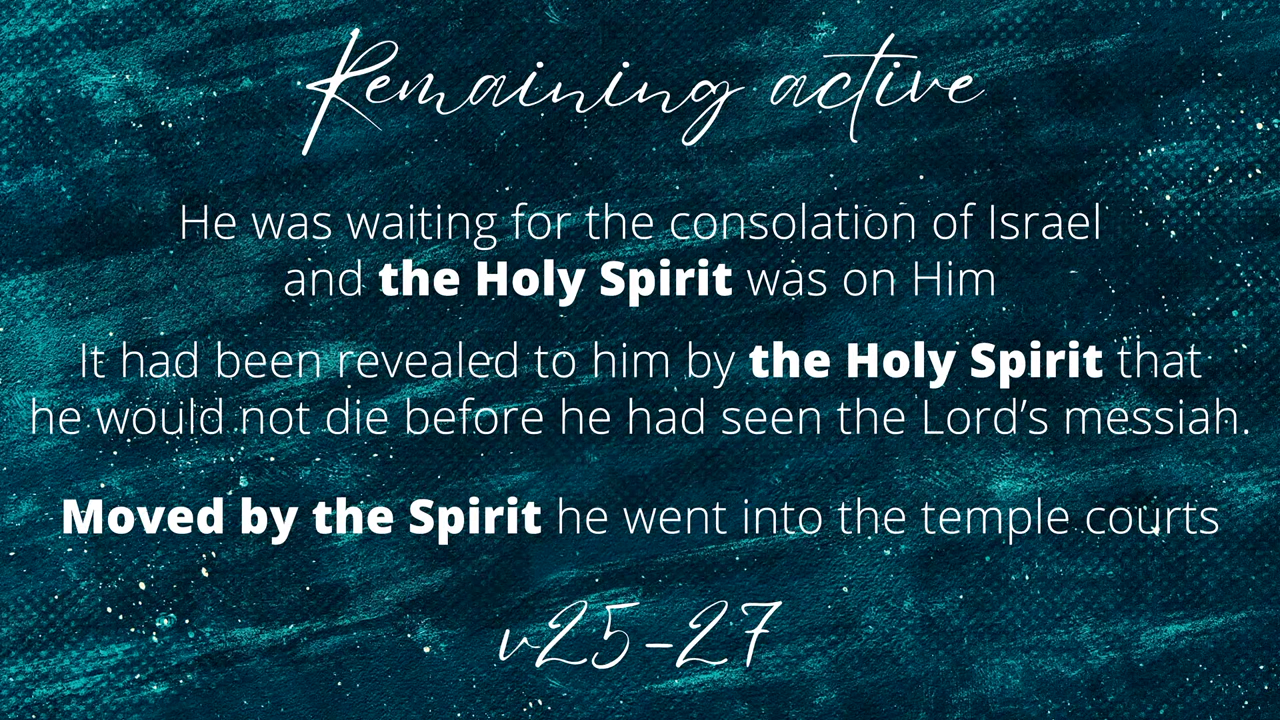 Remaining active
He was waiting for the consolation of Israel
and the Holy Spirit was on Him
It had been revealed to him by the Holy Spirit that
he would not die before he had seen the Lord’s messiah.
Moved by the Spirit he went into the temple courts
v25-27